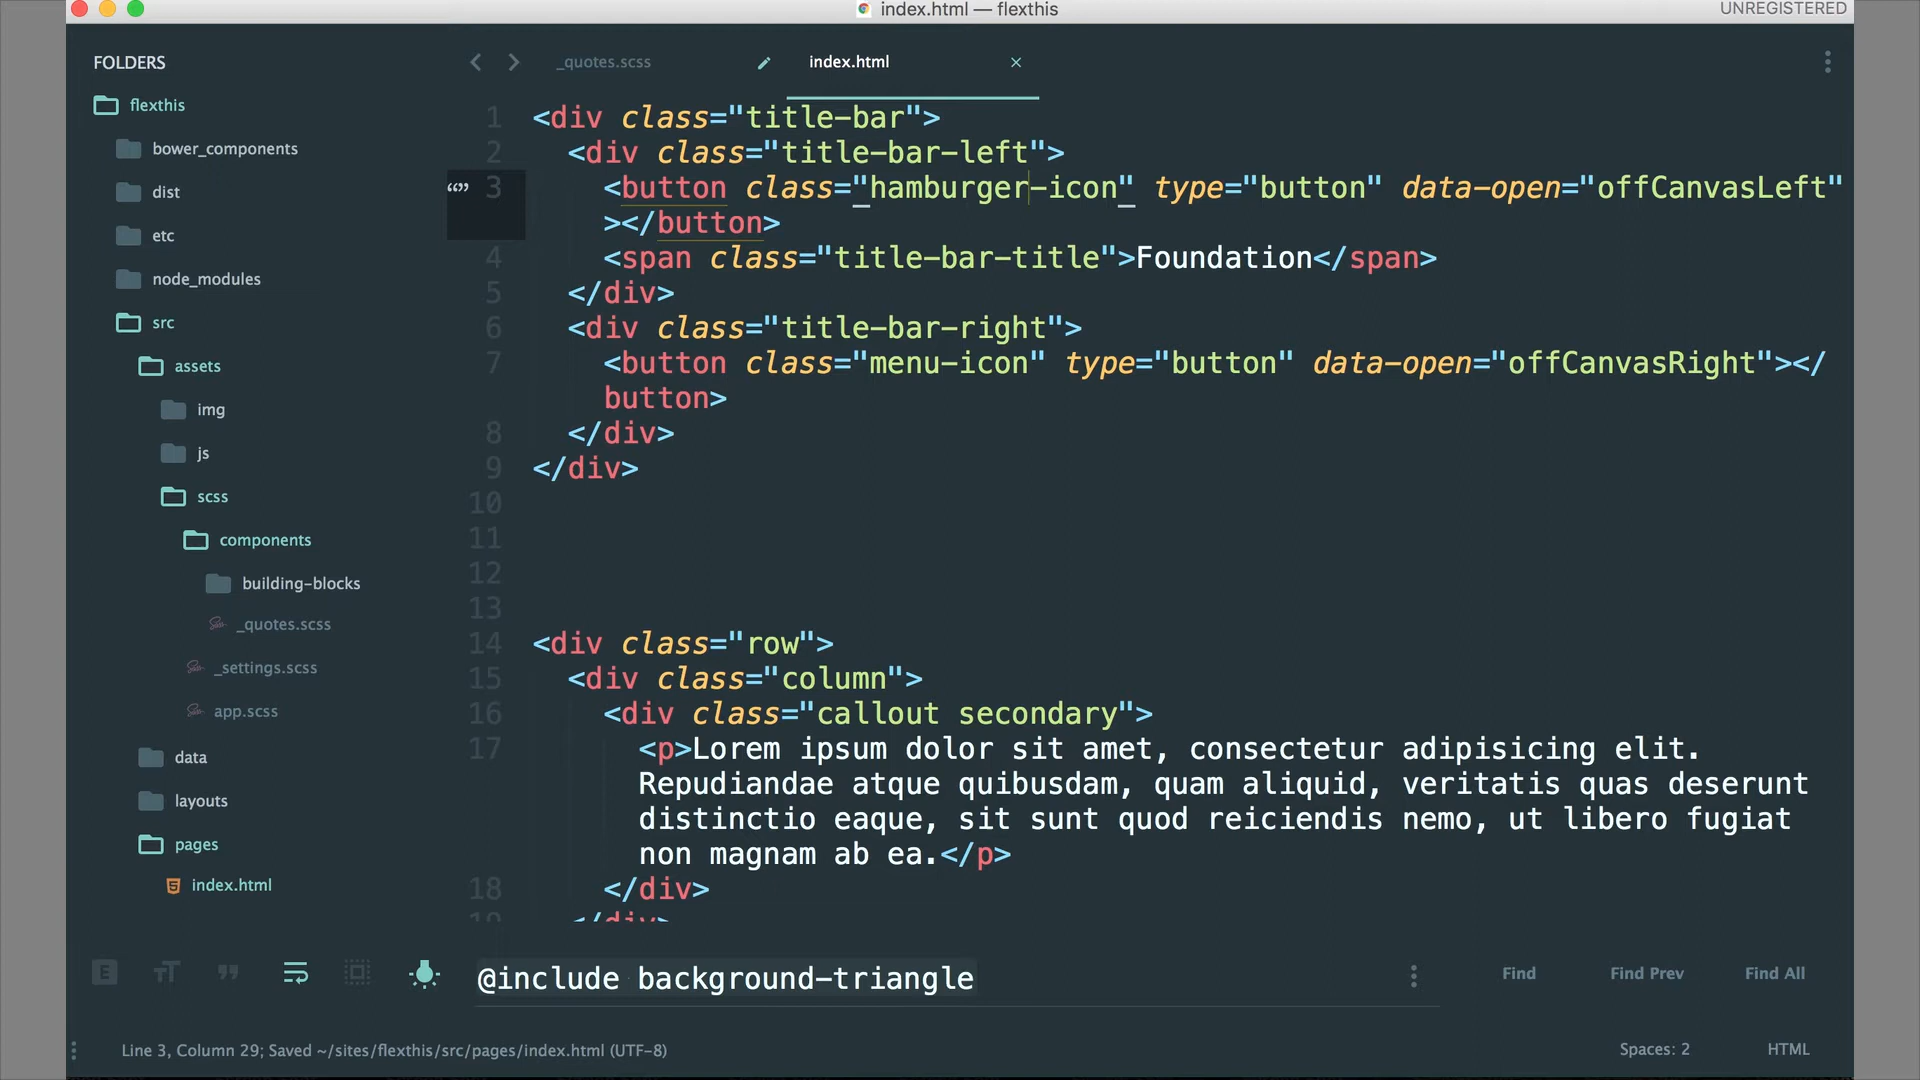 index.html — flexthis
UNREGISTERED
FOLDERS
flexthis
bower_components
dist
etc
node_modules
src
assets
img
js
scss
components
building-blocks
_quotes.scss
_settings.scss
app.scss
data
layouts
pages
index.html
_quotes.scss
index.html
1 <div class="title-bar">
2 <div class="title-bar-left">
“” 3 <button class="hamburger-icon" type="button" data-open="offCanvasLeft"
></button>
4 <span class="title-bar-title">Foundation</span>
5 </div>
6 <div class="title-bar-right">
7 <button class="menu-icon" type="button" data-open="offCanvasRight"></
button>
8 </div>
9 </div>
10
11
12
13
14 <div class="row">
15 <div class="column">
16 <div class="callout secondary">
17 <p>Lorem ipsum dolor sit amet, consectetur adipisicing elit.
Repudiandae atque quibusdam, quam aliquid, veritatis quas deserunt
distinctio eaque, sit sunt quod reiciendis nemo, ut libero fugiat
non magnam ab ea.</p>
18 </div>
19 </div>
E
@include background-triangle
Find
Find Prev
Find All
Line 3, Column 29; Saved ~/sites/flexthis/src/pages/index.html (UTF-8)
Spaces: 2
HTML